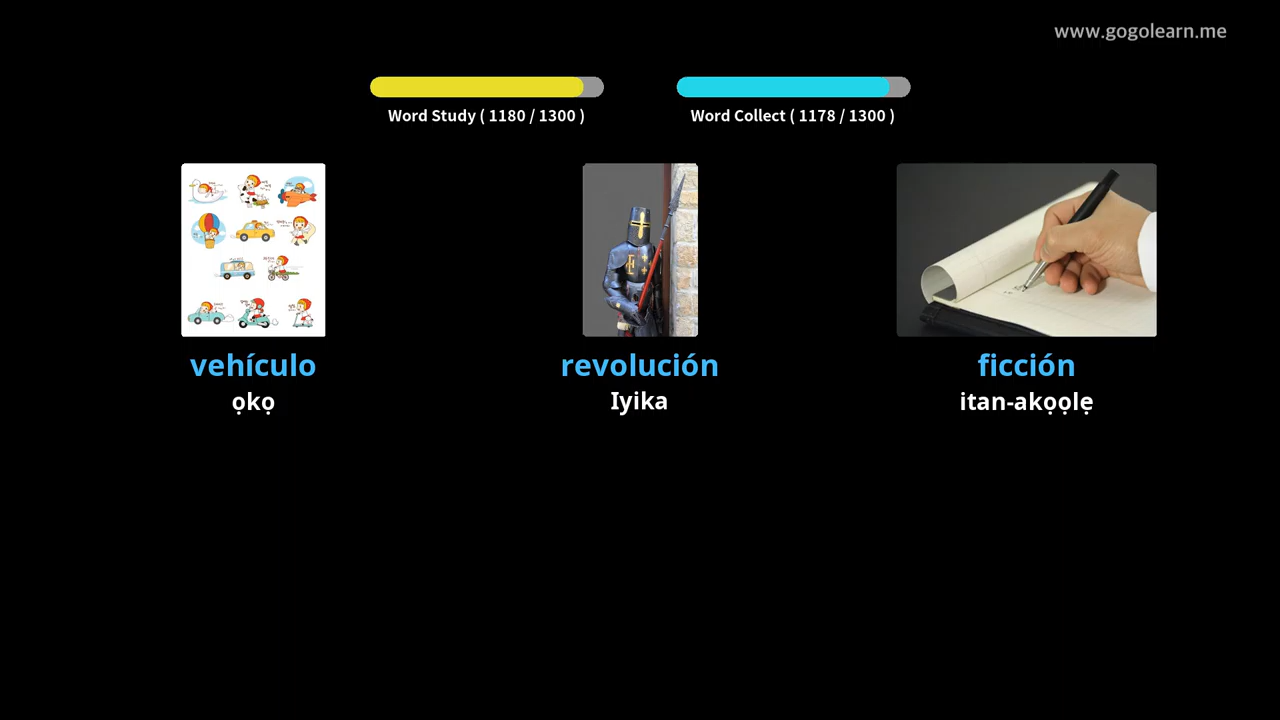 www.gogolearn.me
Word Study ( 1180 / 1300 )
Word Collect ( 1178 / 1300 )
vehículo
revolución
ficción
ọkọ
Iyika
itan-akọọlẹ